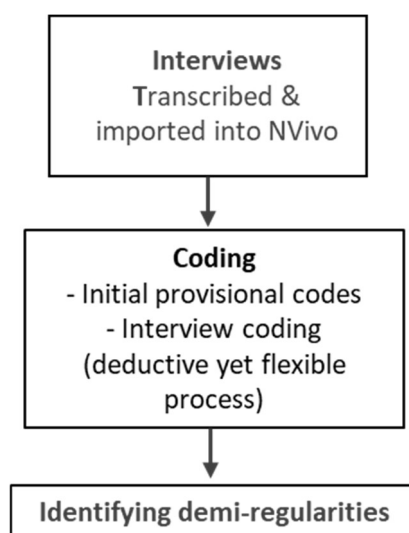 Interviews
Transcribed &
imported into NVivo
Coding
- Initial provisional codes
- Interview coding
(deductive yet flexible
process)
Identifying demi-regularities